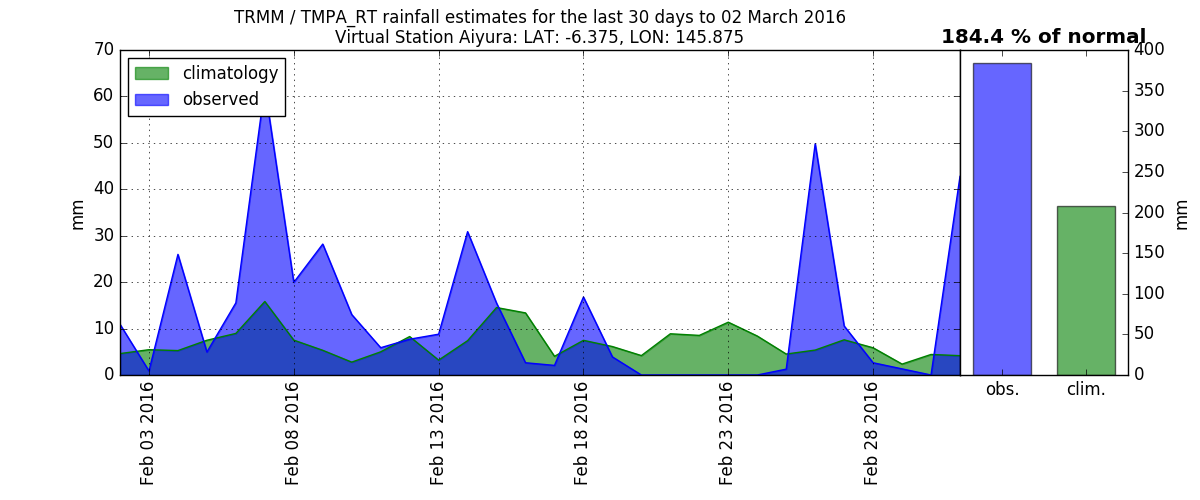 TRMM / TMPA_RT rainfall estimates for the last 30 days to 02 March 2016
Virtual Station Aiyura: LAT: -6.375, LON: 145.875
184.4 % of normal
climatology
observed
70
60
50
40
30
20
10
0
mm
Feb 03 2016
Feb 08 2016
Feb 13 2016
Feb 18 2016
Feb 23 2016
Feb 28 2016
400
350
300
250
200
150
100
50
0
mm
obs.
clim.